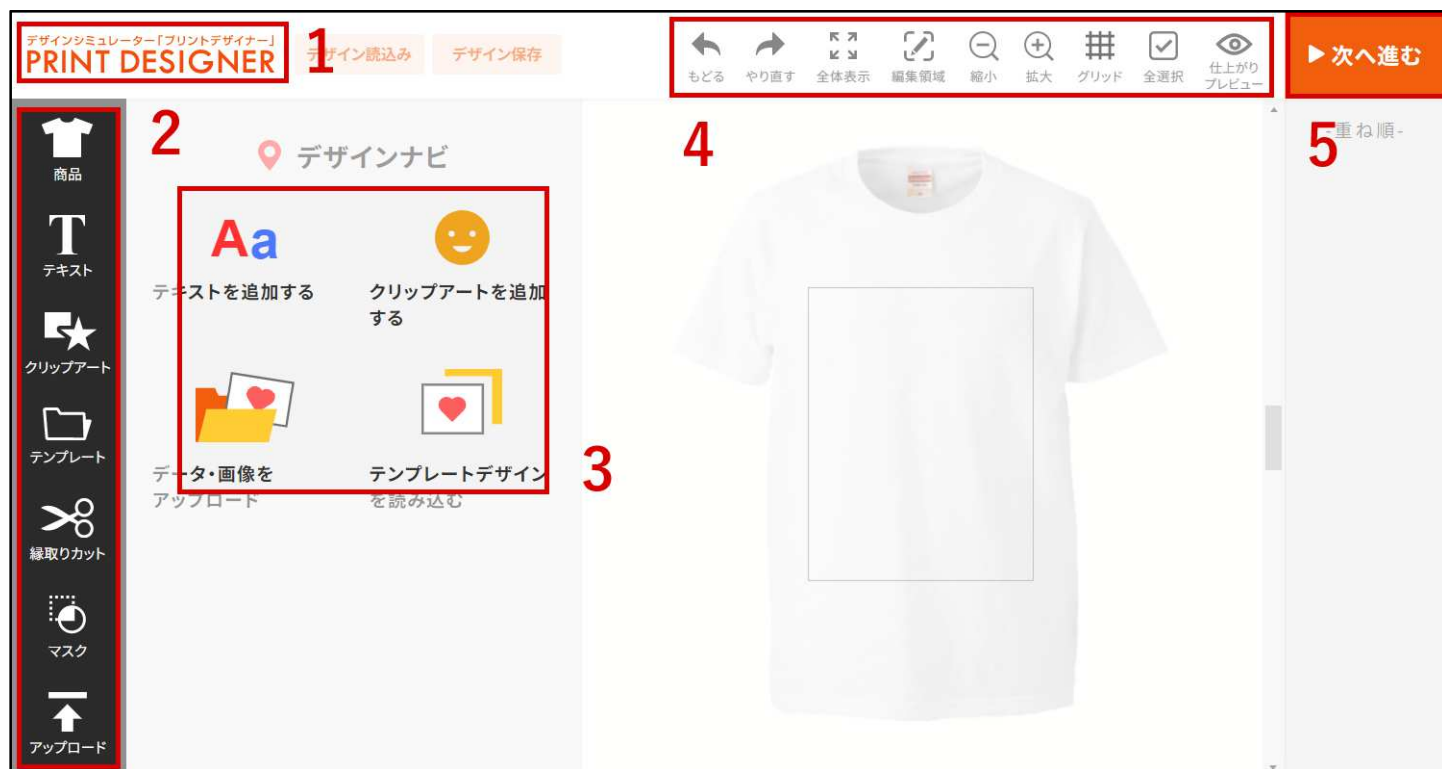 デザインシミュレーター「プリントデザイナー」
PRINT DESIGNER
1
デザイン読込み
デザイン保存
もどる
やり直す
全体表示
編集領域
縮小
拡大
グリッド
全選択
仕上がり
プレビュー
▶次へ進む
2
商品
テキスト
クリップアート
テンプレート
縁取りカット
マスク
アップロード
デザインナビ
Aa
テキストを追加する
クリップアートを追加
する
データ・画像を
アップロード
テンプレートデザイン
を読み込む
3
4
5
-重ね順-